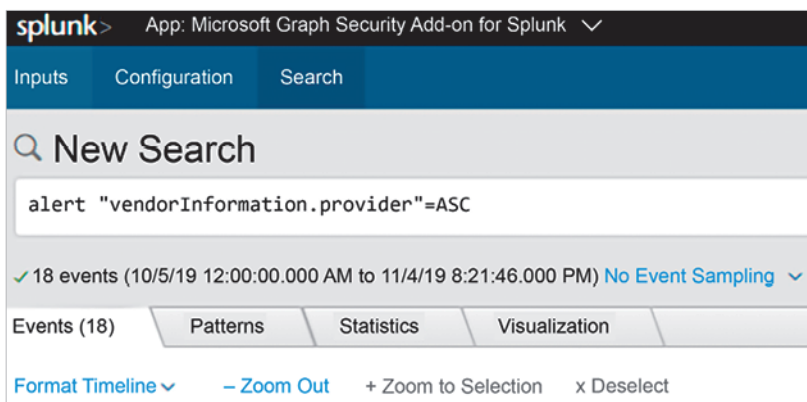 splunk> App: Microsoft Graph Security Add-on for Splunk
Inputs Configuration Search
New Search
alert "vendorInformation.provider"=ASC
✓ 18 events (10/5/19 12:00:00.000 AM to 11/4/19 8:21:46.000 PM) No Event Sampling
Events (18) Patterns Statistics Visualization
Format Timeline – Zoom Out + Zoom to Selection x Deselect